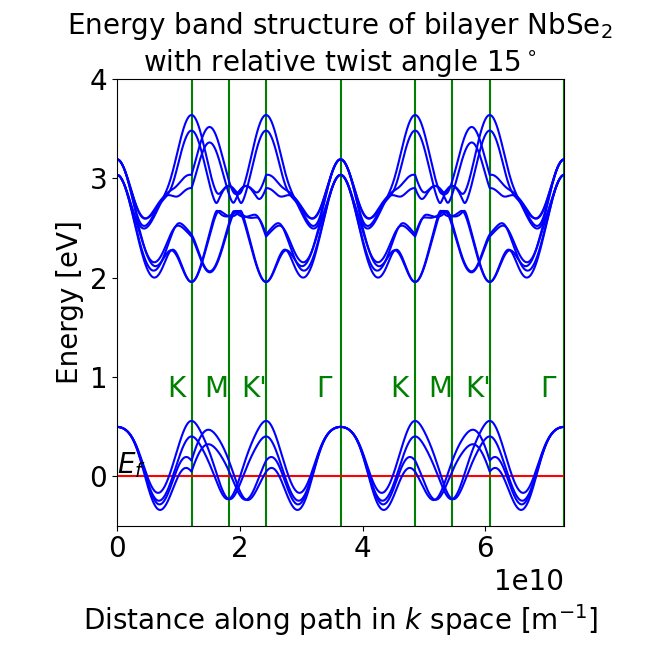 Energy band structure of bilayer NbSe₂
with relative twist angle 15°
Energy [eV]
4
3
2
1
0
K M K' Γ K M K' Γ
E_f
0 2 4 6
1e10
Distance along path in k space [m⁻¹]